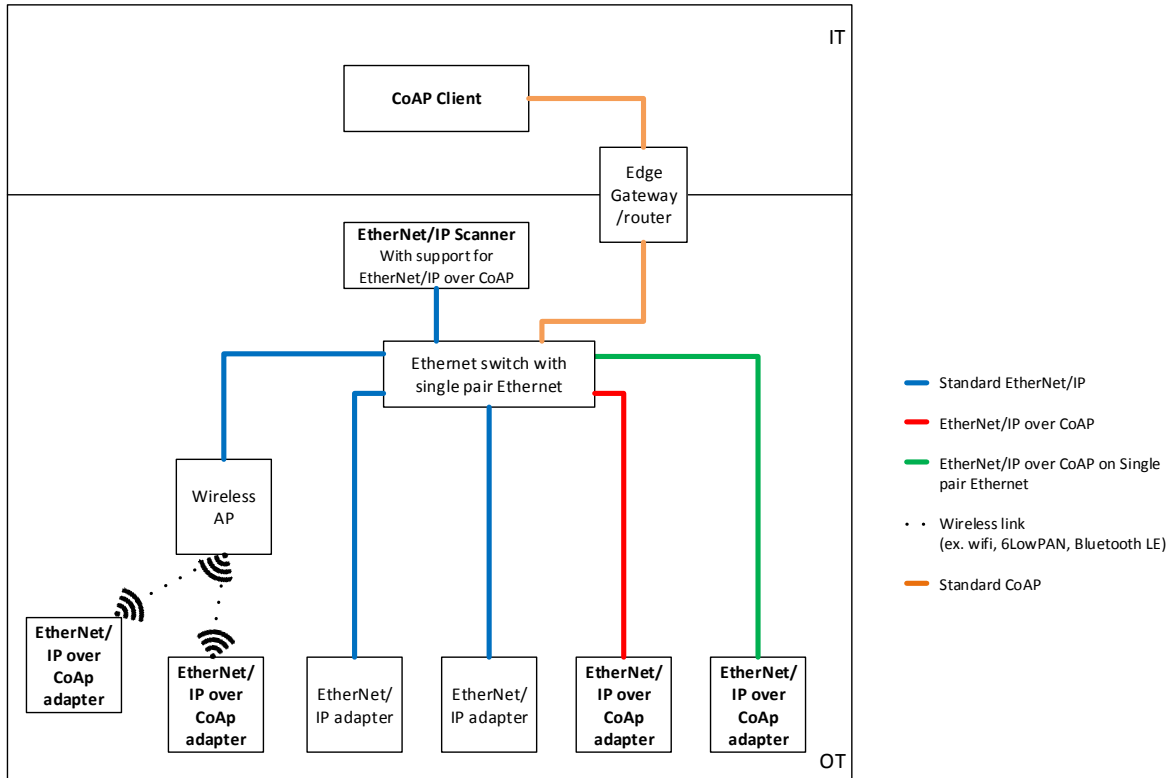 IT
CoAP Client
Edge
Gateway
/router
EtherNet/IP Scanner
With support for
EtherNet/IP over CoAP
Ethernet switch with
single pair Ethernet
Wireless
AP
EtherNet/
IP over
CoAp
adapter
EtherNet/
IP over
CoAp
adapter
EtherNet/
IP adapter
EtherNet/
IP adapter
EtherNet/
IP over
CoAp
adapter
EtherNet/
IP over
CoAp
adapter
OT
Standard EtherNet/IP
EtherNet/IP over CoAP
EtherNet/IP over CoAP on Single
pair Ethernet
Wireless link
(ex. wifi, 6LowPAN, Bluetooth LE)
Standard CoAP